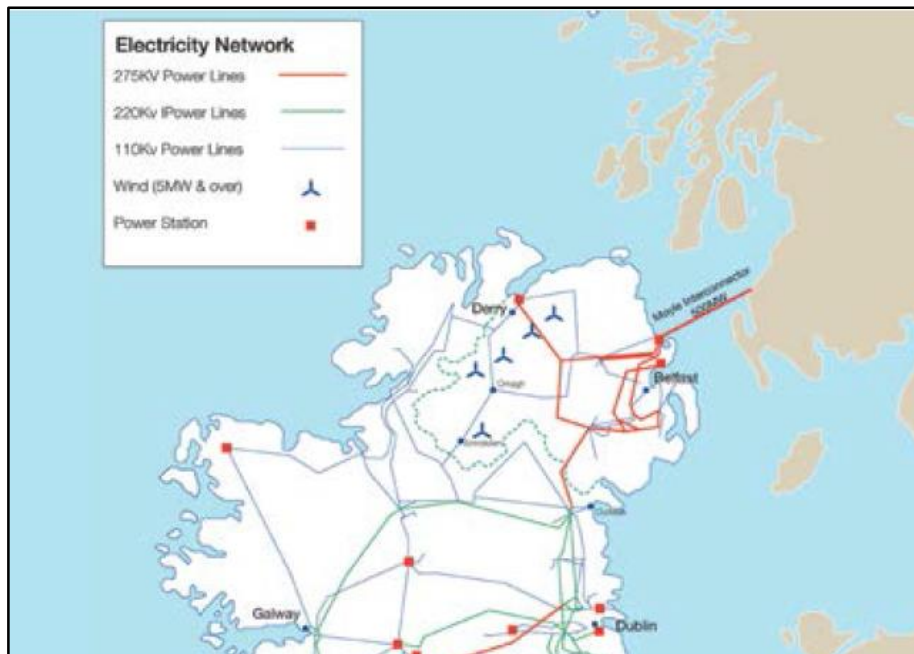 Electricity Network
275KV Power Lines
220Kv lPower Lines
110Kv Power Lines
Wind (5MW & over)
Power Station
Moyle Interconnector
500MW
Derry
Belfast
Omagh
Galway
Dublin